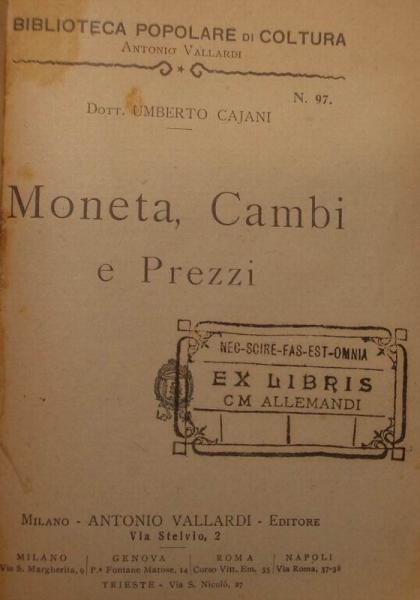 BIBLIOTECA POPOLARE DI COLTURA
ANTONIO VALLARDI
N. 97.
DOTT. UMBERTO CAJANI
Moneta, Cambi
e Prezzi
NEC-SCIRE-FAS-EST-OMNIA
EX LIBRIS
CM ALLEMANDI
MILANO - ANTONIO VALLARDI - EDITORE
Via Stelvio, 2
MILANO | GENOVA | ROMA | NAPOLI
Via S. Margherita, 9 | P.a Fontane Marose, 14 | Corso Vitt. Em. 35 | Via Roma, 37-38
TRIESTE - Via S. Nicolò, 27